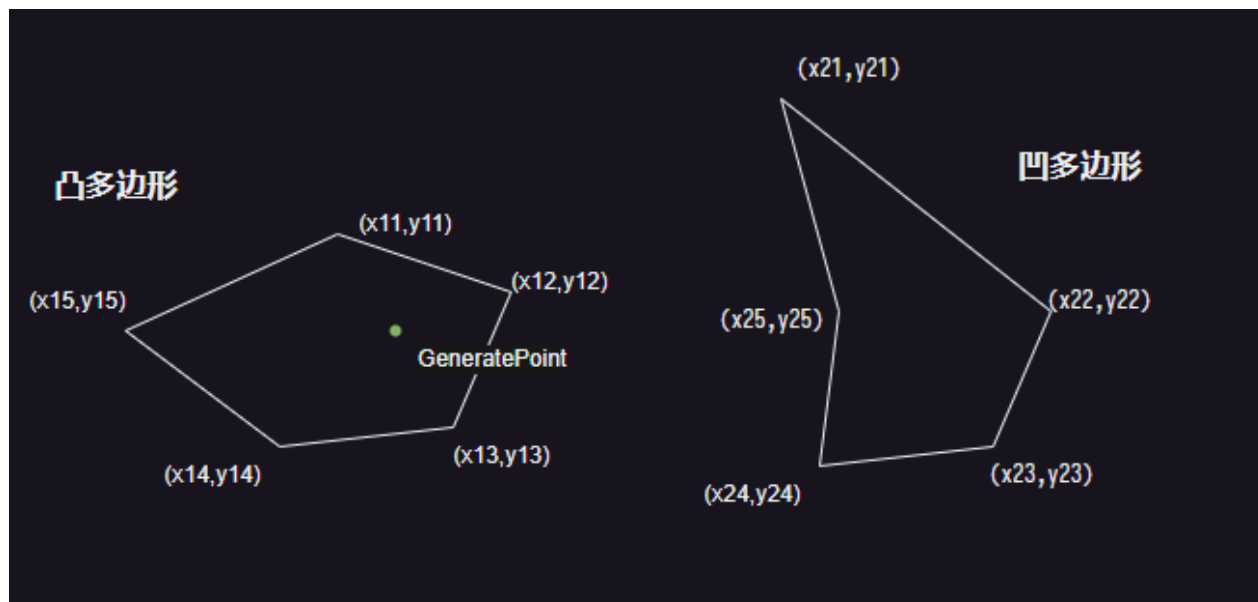 凸多边形
(x11,y11)
(x12,y12)
(x15,y15)
GeneratePoint
(x13,y13)
(x14,y14)
(x21,y21)
凹多边形
(x22,y22)
(x25,y25)
(x23,y23)
(x24,y24)